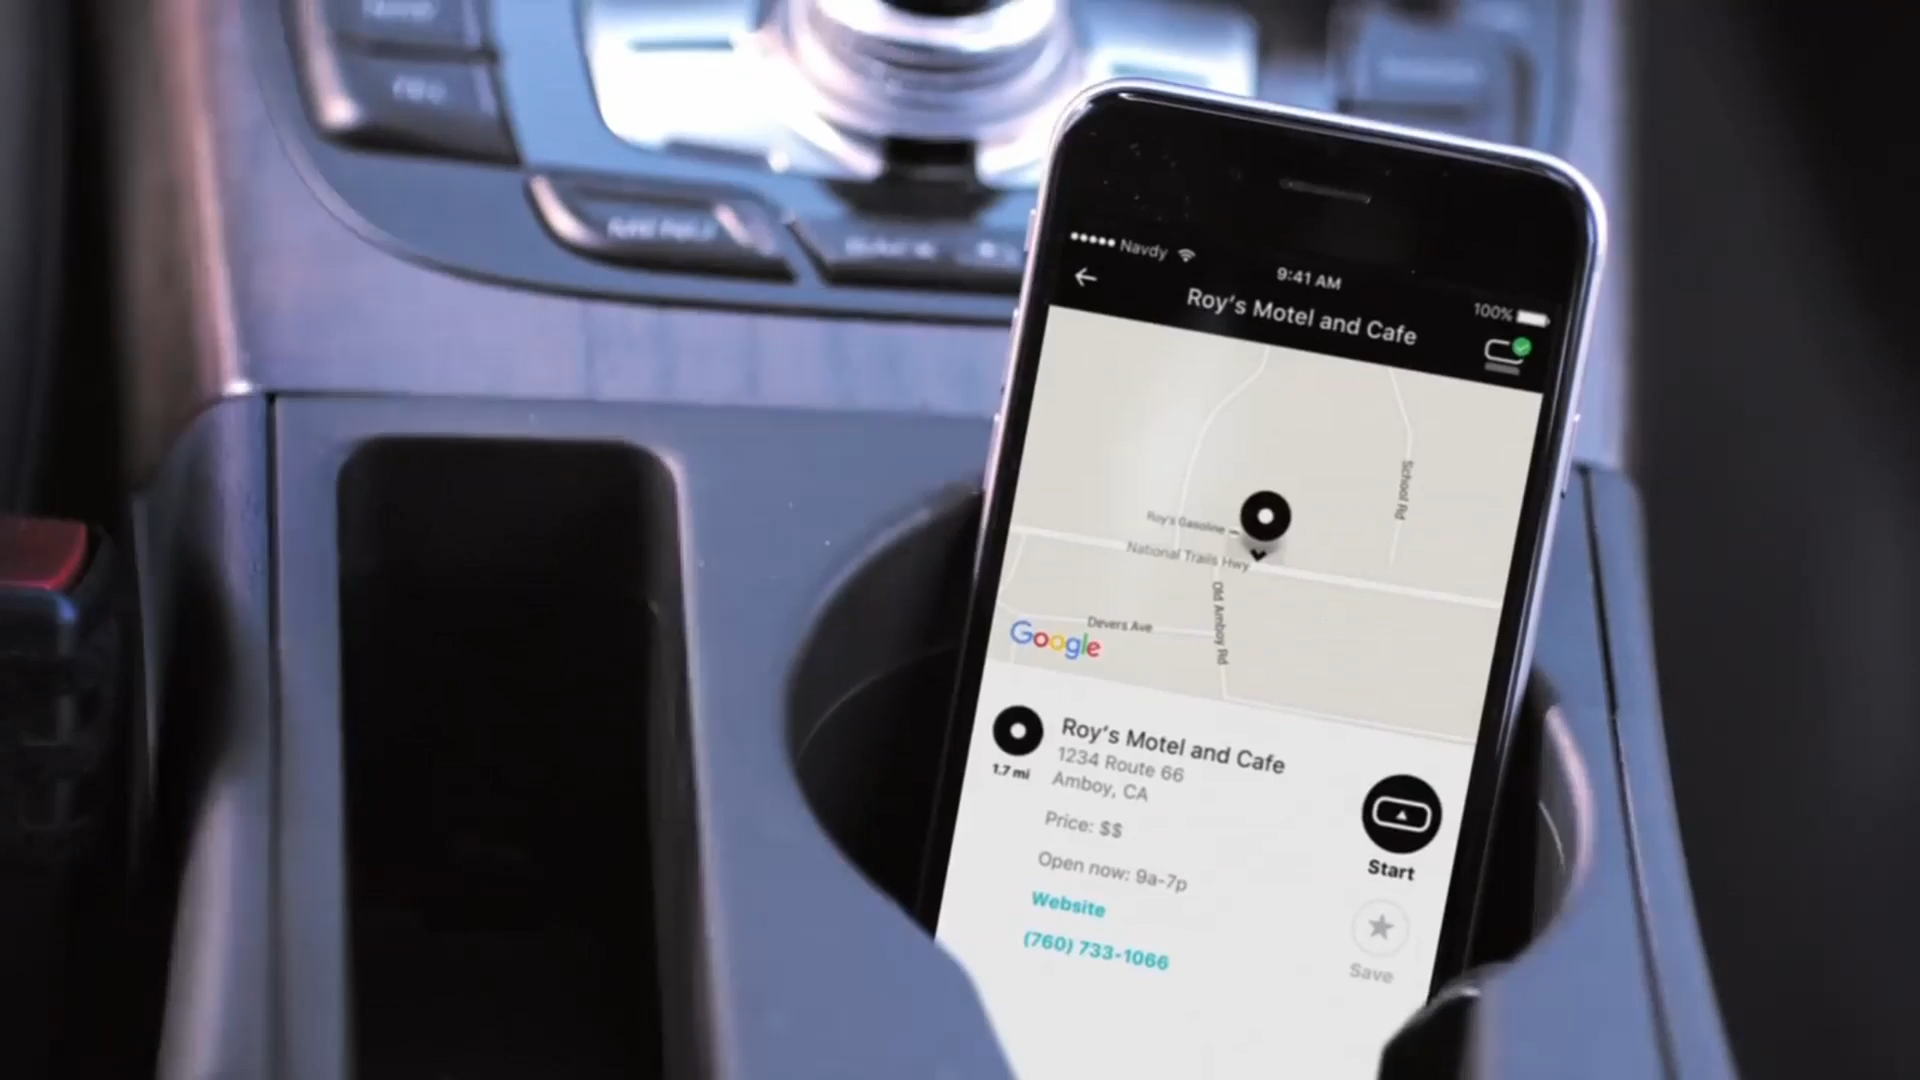 Navdy
9:41 AM
100%
Roy's Motel and Cafe
School Rd
Roy's Gasoline
National Trails Hwy
Old Amboy Rd
Devers Ave
Google
Roy's Motel and Cafe
1234 Route 66
Amboy, CA
1.7 mi
Price: $$
Open now: 9a-7p
Website
(760) 733-1066
Start
Save